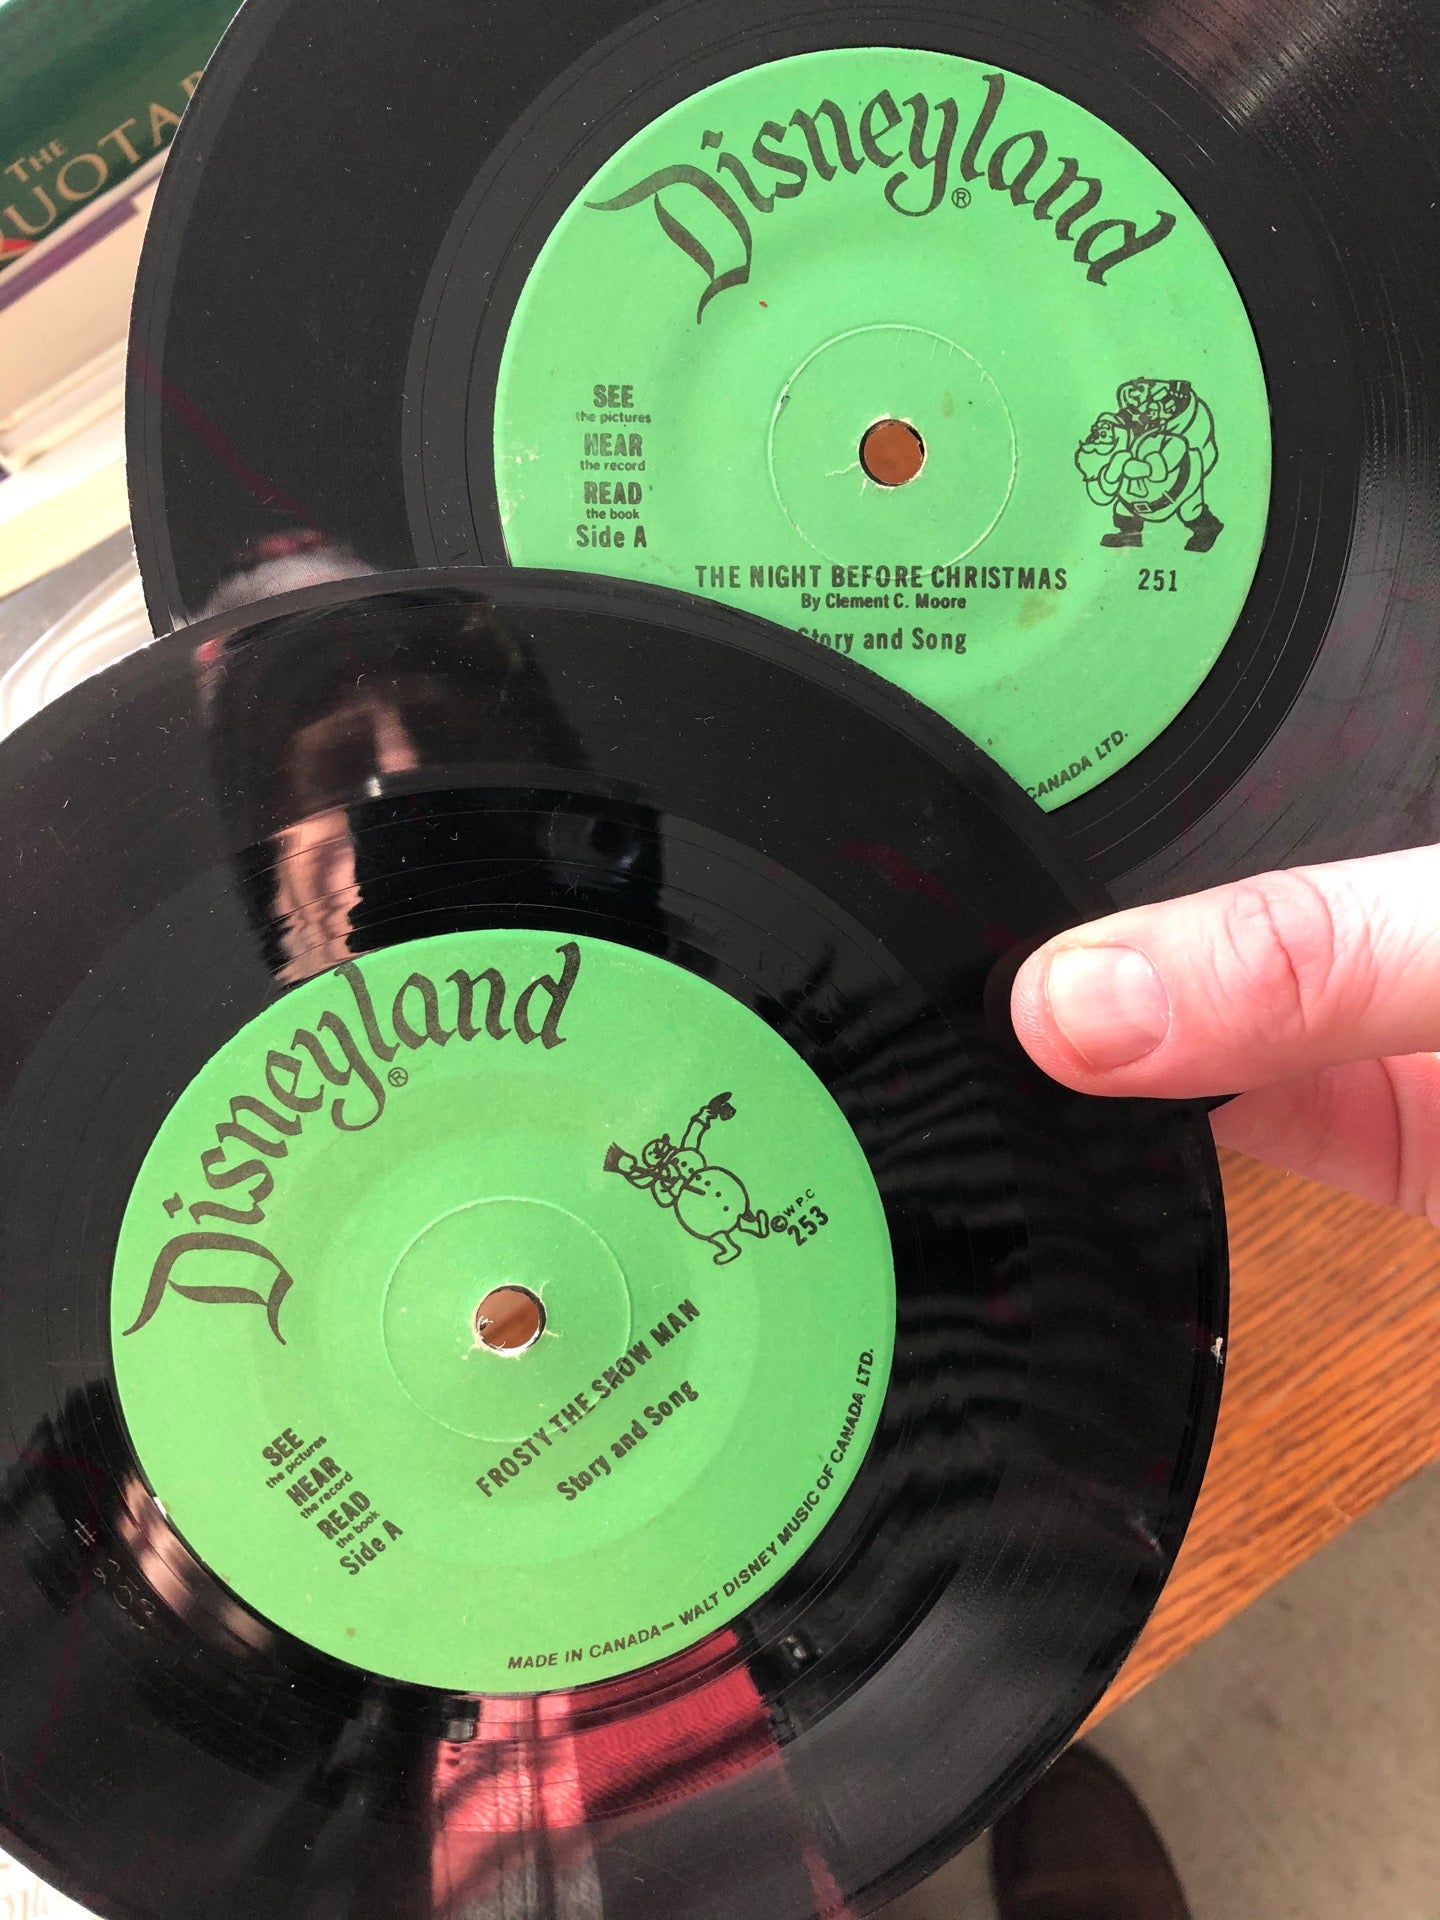 THE
Disneyland
®
SEE
the pictures
HEAR
the record
READ
the book
Side A
THE NIGHT BEFORE CHRISTMAS 251
By Clement C. Moore
Story and Song
CANADA LTD.
Disneyland
®
© W P.C
253
FROSTY THE SNOW MAN
Story and Song
SEE
the pictures
HEAR
the record
READ
the book
Side A
MADE IN CANADA— WALT DISNEY MUSIC OF CANADA LTD.